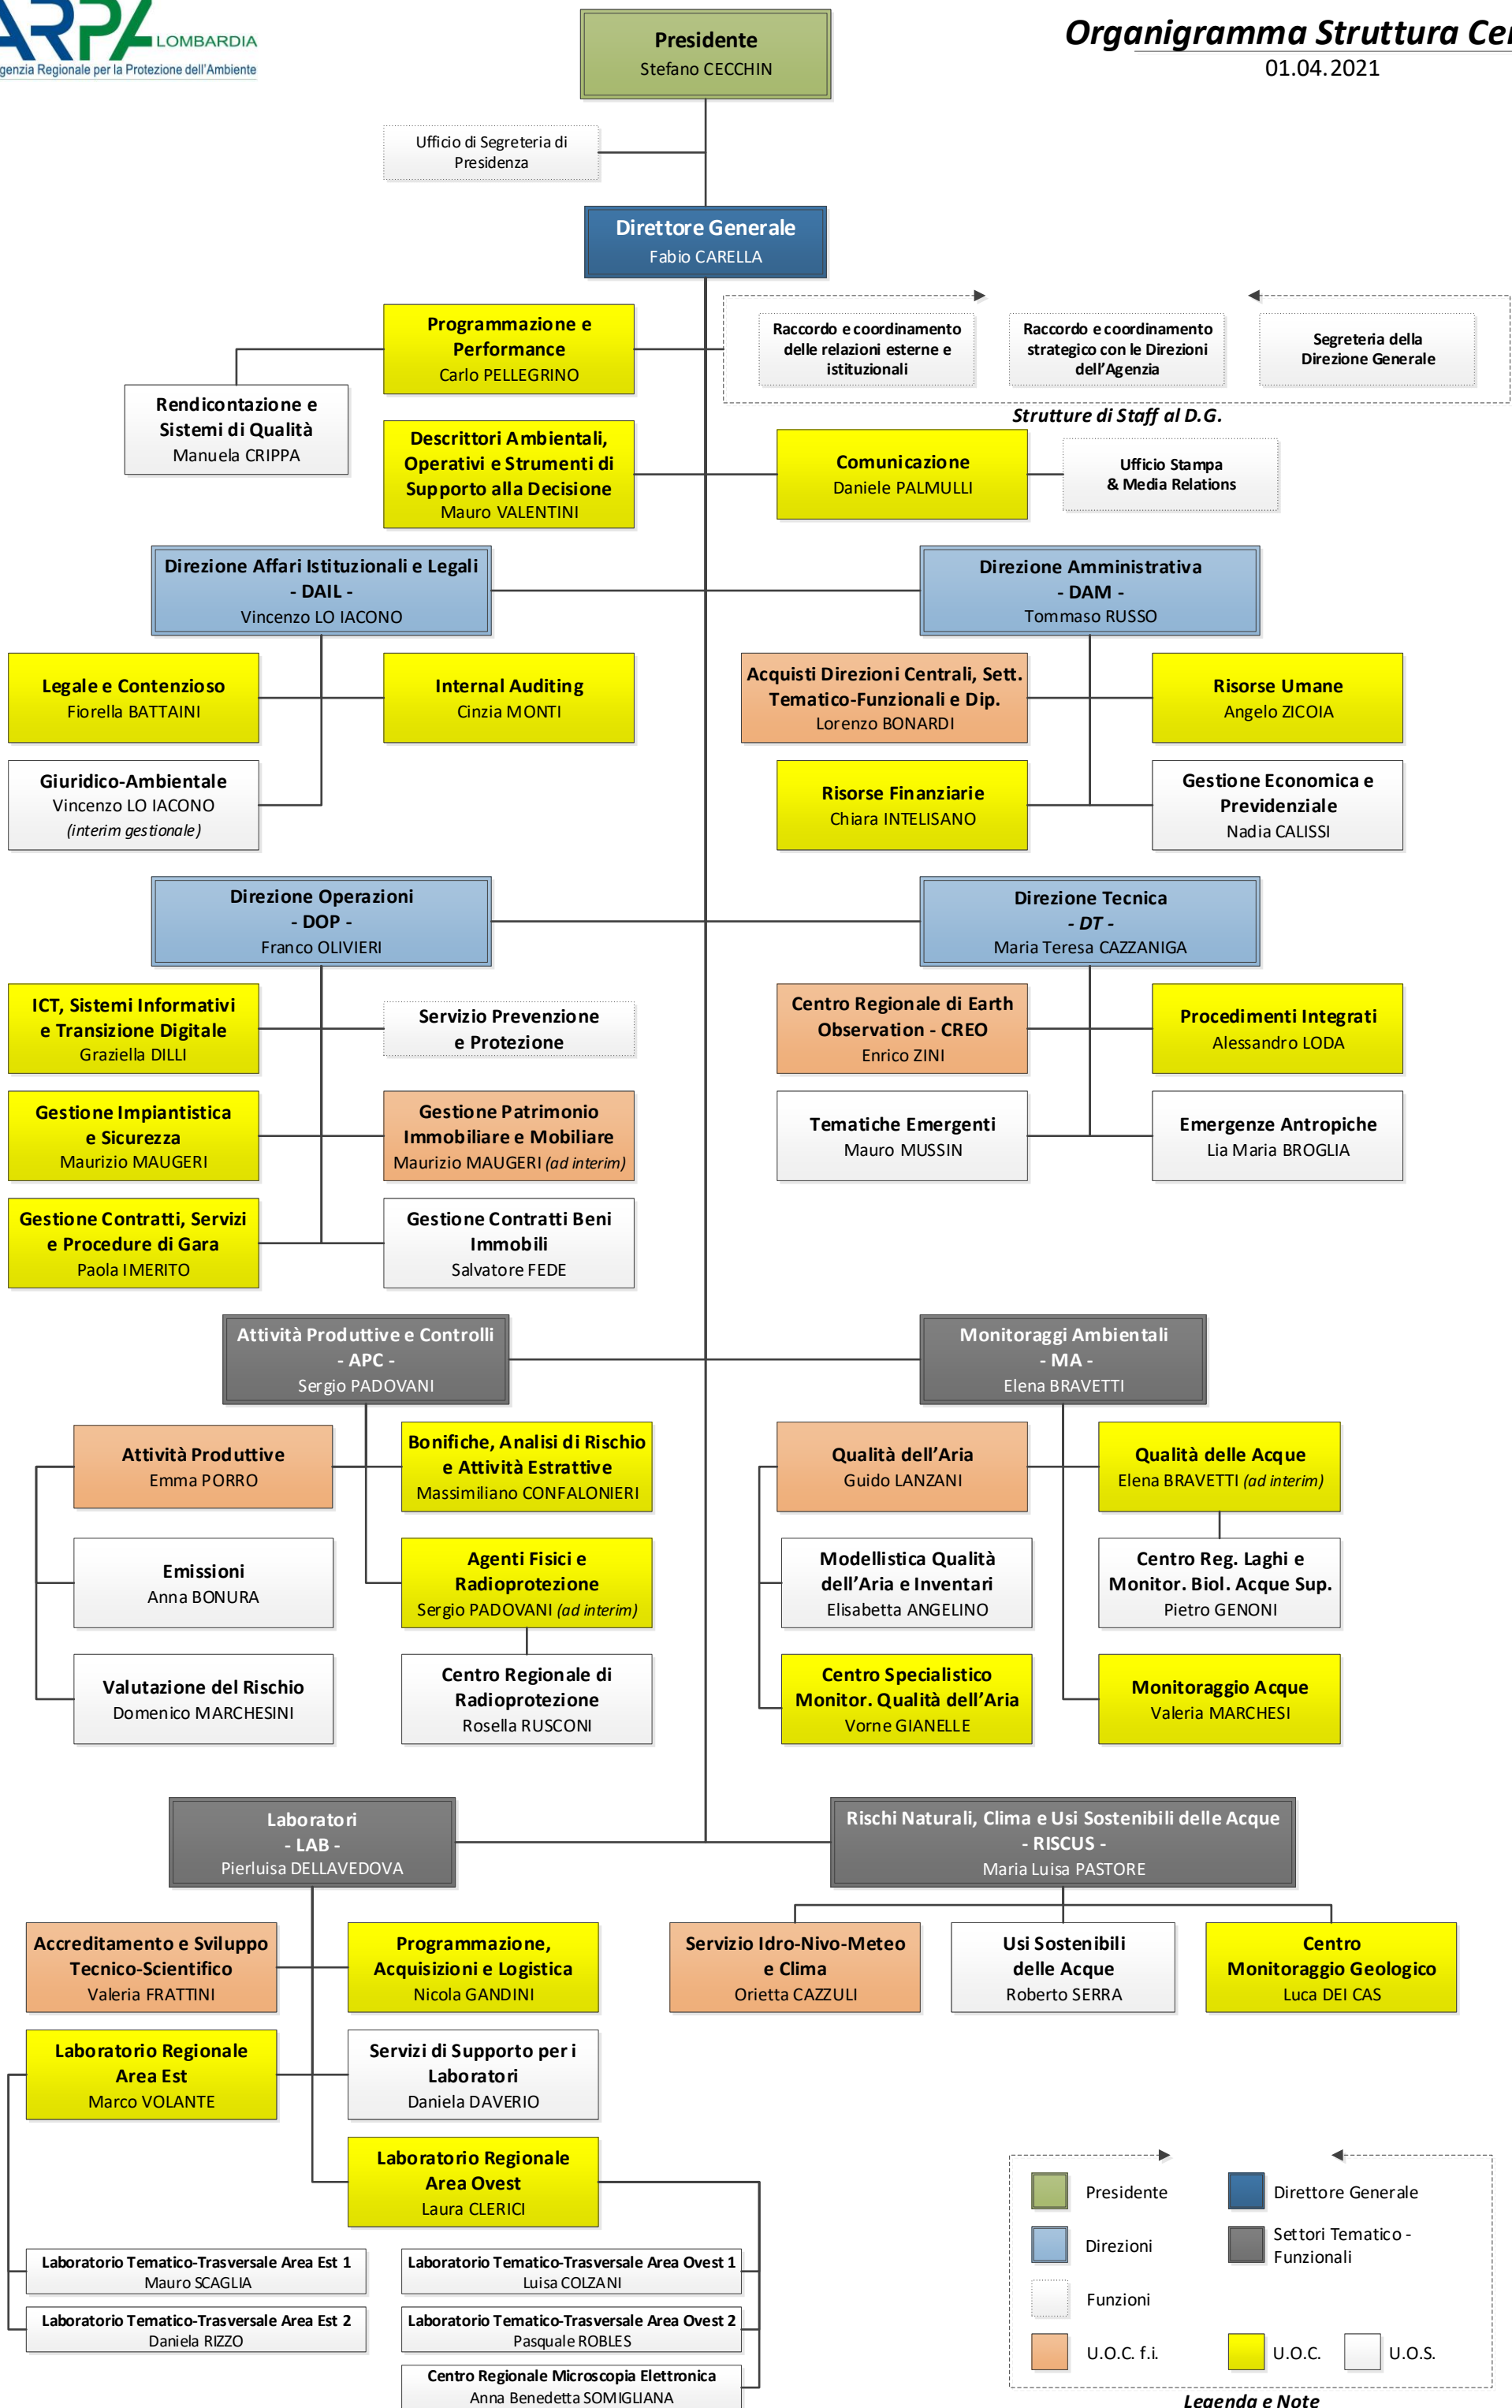 ARPA LOMBARDIA
genzia Regionale per la Protezione dell'Ambiente
Organigramma Struttura Cer
01.04.2021
Presidente
Stefano CECCHIN
Ufficio di Segreteria di
Presidenza
Direttore Generale
Fabio CARELLA
Programmazione e
Performance
Carlo PELLEGRINO
Raccordo e coordinamento
delle relazioni esterne e
istituzionali
Raccordo e coordinamento
strategico con le Direzioni
dell'Agenzia
Segreteria della
Direzione Generale
Strutture di Staff al D.G.
Rendicontazione e
Sistemi di Qualità
Manuela CRIPPA
Descrittori Ambientali,
Operativi e Strumenti di
Supporto alla Decisione
Mauro VALENTINI
Comunicazione
Daniele PALMULLI
Ufficio Stampa
& Media Relations
Direzione Affari Istituzionali e Legali
- DAIL -
Vincenzo LO IACONO
Direzione Amministrativa
- DAM -
Tommaso RUSSO
Legale e Contenzioso
Fiorella BATTAINI
Internal Auditing
Cinzia MONTI
Acquisti Direzioni Centrali, Sett.
Tematico-Funzionali e Dip.
Lorenzo BONARDI
Risorse Umane
Angelo ZICOIA
Giuridico-Ambientale
Vincenzo LO IACONO
(interim gestionale)
Risorse Finanziarie
Chiara INTELISANO
Gestione Economica e
Previdenziale
Nadia CALISSI
Direzione Operazioni
- DOP -
Franco OLIVIERI
Direzione Tecnica
- DT -
Maria Teresa CAZZANIGA
ICT, Sistemi Informativi
e Transizione Digitale
Graziella DILLI
Servizio Prevenzione
e Protezione
Centro Regionale di Earth
Observation - CREO
Enrico ZINI
Procedimenti Integrati
Alessandro LODA
Gestione Impiantistica
e Sicurezza
Maurizio MAUGERI
Gestione Patrimonio
Immobiliare e Mobiliare
Maurizio MAUGERI (ad interim)
Tematiche Emergenti
Mauro MUSSIN
Emergenze Antropiche
Lia Maria BROGLIA
Gestione Contratti, Servizi
e Procedure di Gara
Paola IMERITO
Gestione Contratti Beni
Immobili
Salvatore FEDE
Attività Produttive e Controlli
- APC -
Sergio PADOVANI
Monitoraggi Ambientali
- MA -
Elena BRAVETTI
Attività Produttive
Emma PORRO
Bonifiche, Analisi di Rischio
e Attività Estrattive
Massimiliano CONFALONIERI
Qualità dell'Aria
Guido LANZANI
Qualità delle Acque
Elena BRAVETTI (ad interim)
Emissioni
Anna BONURA
Agenti Fisici e
Radioprotezione
Sergio PADOVANI (ad interim)
Modellistica Qualità
dell'Aria e Inventari
Elisabetta ANGELINO
Centro Reg. Laghi e
Monitor. Biol. Acque Sup.
Pietro GENONI
Valutazione del Rischio
Domenico MARCHESINI
Centro Regionale di
Radioprotezione
Rosella RUSCONI
Centro Specialistico
Monitor. Qualità dell'Aria
Vorne GIANELLE
Monitoraggio Acque
Valeria MARCHESI
Laboratori
- LAB -
Pierluisa DELLAVEDOVA
Rischi Naturali, Clima e Usi Sostenibili delle Acque
- RISCUS -
Maria Luisa PASTORE
Accreditamento e Sviluppo
Tecnico-Scientifico
Valeria FRATTINI
Programmazione,
Acquisizioni e Logistica
Nicola GANDINI
Servizio Idro-Nivo-Meteo
e Clima
Orietta CAZZULI
Usi Sostenibili
delle Acque
Roberto SERRA
Centro
Monitoraggio Geologico
Luca DEI CAS
Laboratorio Regionale
Area Est
Marco VOLANTE
Servizi di Supporto per i
Laboratori
Daniela DAVERIO
Laboratorio Regionale
Area Ovest
Laura CLERICI
Laboratorio Tematico-Trasversale Area Est 1
Mauro SCAGLIA
Laboratorio Tematico-Trasversale Area Ovest 1
Luisa COLZANI
Laboratorio Tematico-Trasversale Area Est 2
Daniela RIZZO
Laboratorio Tematico-Trasversale Area Ovest 2
Pasquale ROBLES
Centro Regionale Microscopia Elettronica
Anna Benedetta SOMIGLIANA
Presidente
Direttore Generale
Direzioni
Settori Tematico -
Funzionali
Funzioni
U.O.C. f.i.
U.O.C.
U.O.S.
Legenda e Note